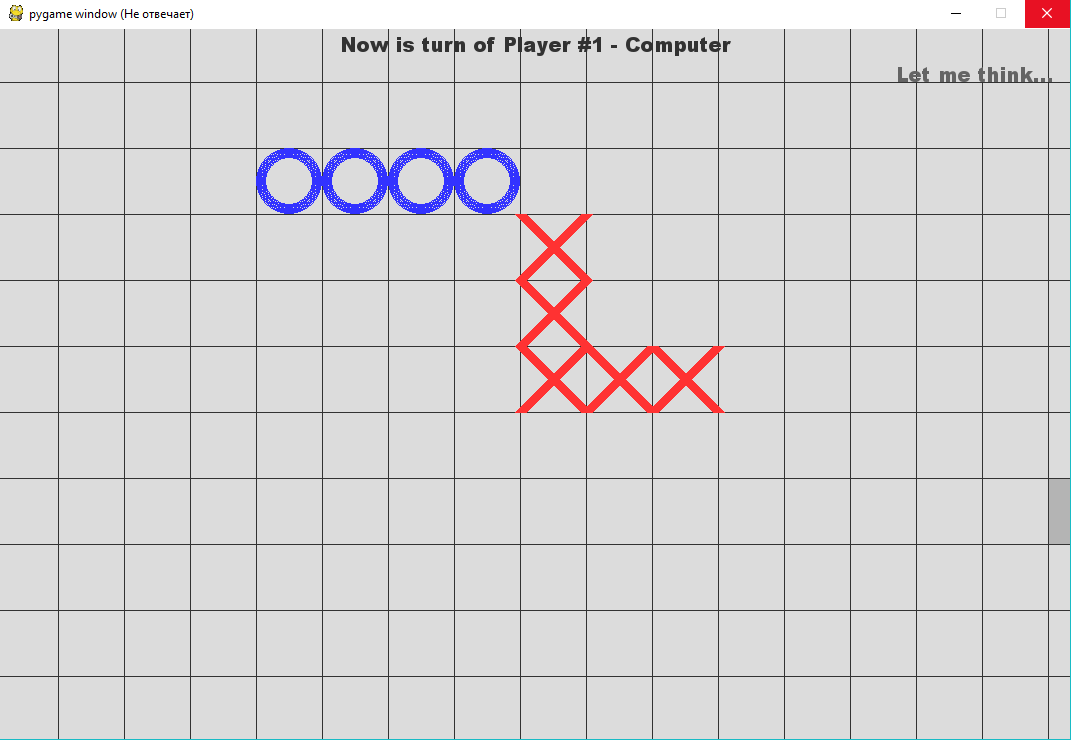 pygame window (Не отвечает)
Now is turn of Player #1 - Computer
Let me think...